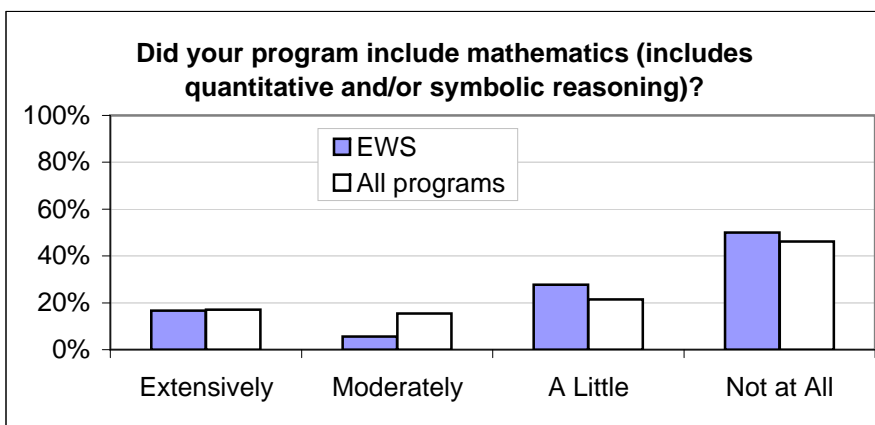 Did your program include mathematics (includes
quantitative and/or symbolic reasoning)?
100%
80%
60%
40%
20%
0%
EWS
All programs
Extensively Moderately A Little Not at All